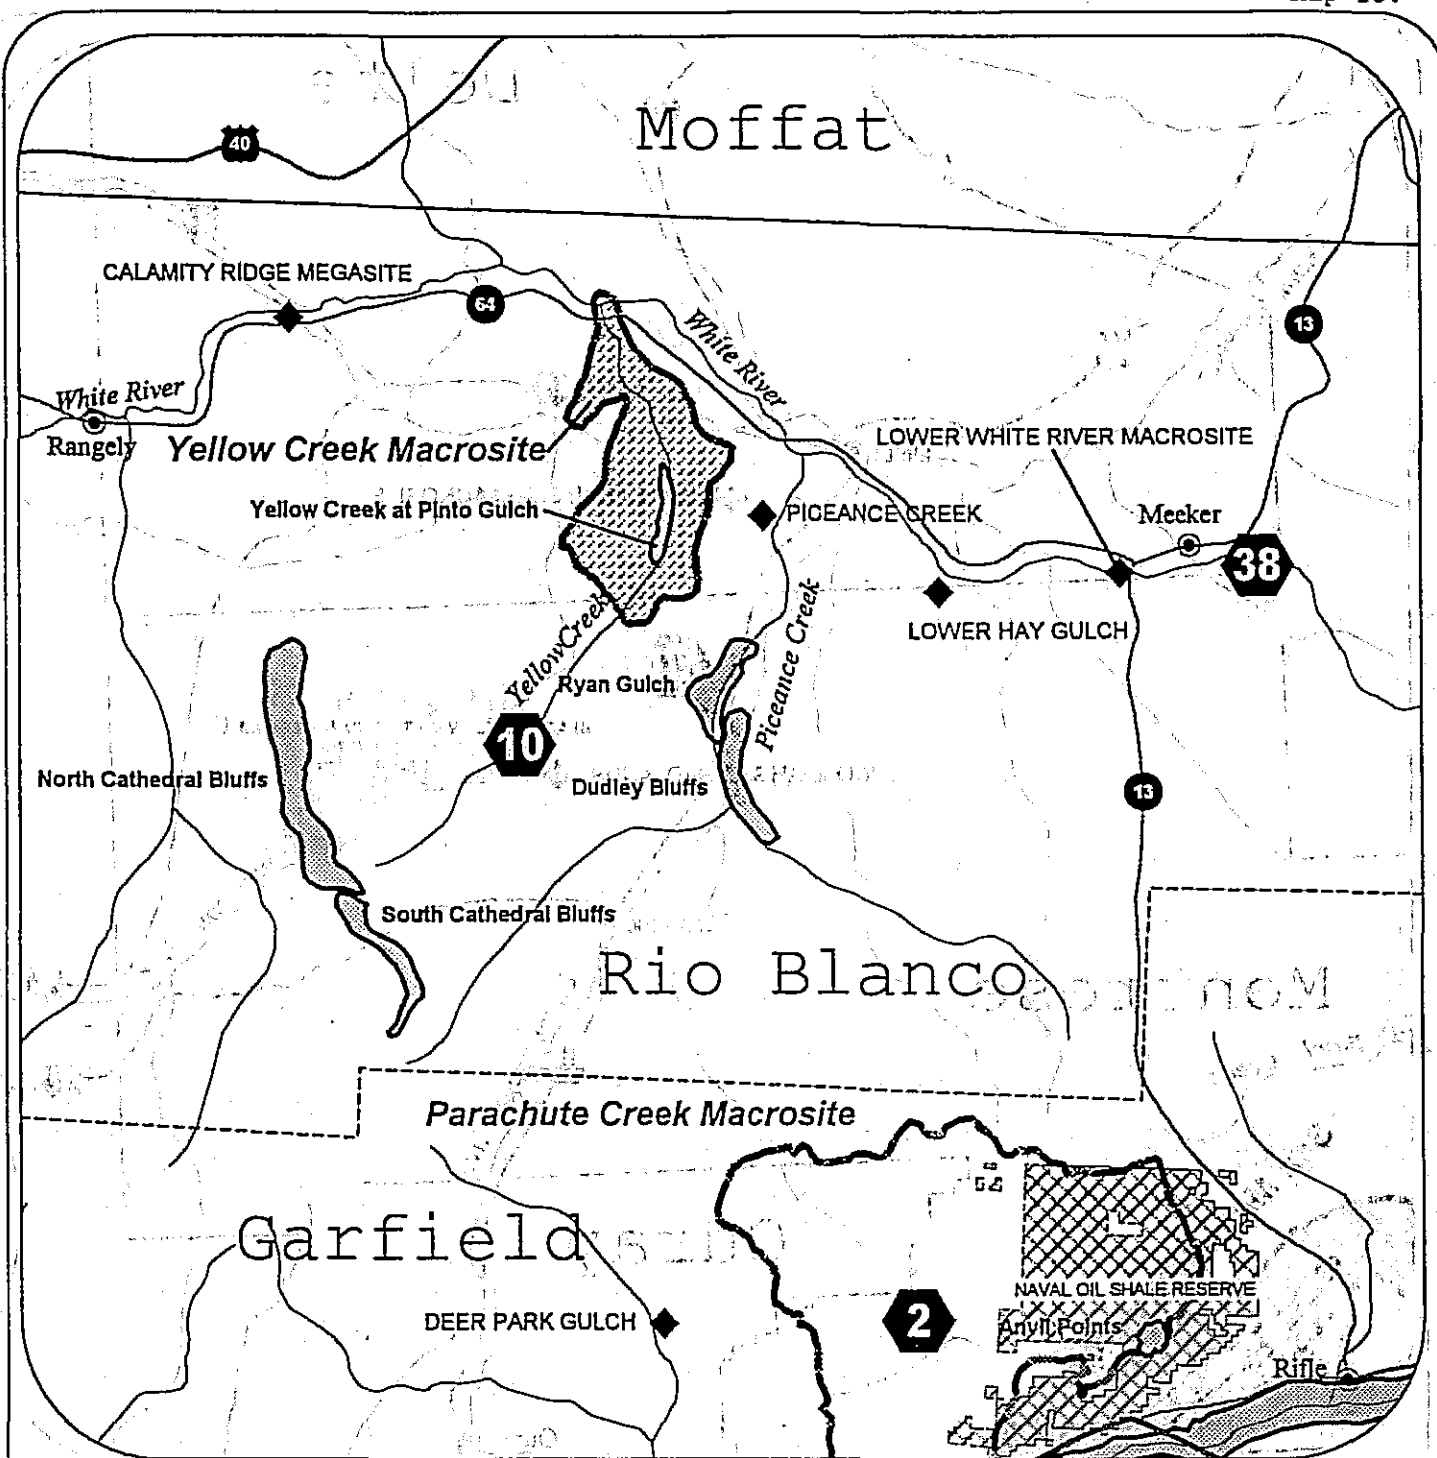 Moffat
40
CALAMITY RIDGE MEGASITE
64
13
White River
White River
Rangely
Yellow Creek Macrosite
LOWER WHITE RIVER MACROSITE
Yellow Creek at Pinto Gulch
PICEANCE CREEK
Meeker
38
Yellow Creek
Piceance Creek
LOWER HAY GULCH
Ryan Gulch
10
North Cathedral Bluffs
Dudley Bluffs
13
South Cathedral Bluffs
Rio Blanco
Parachute Creek Macrosite
Garfield
NAVAL OIL SHALE RESERVE
DEER PARK GULCH
2
Anvil Points
Rifle